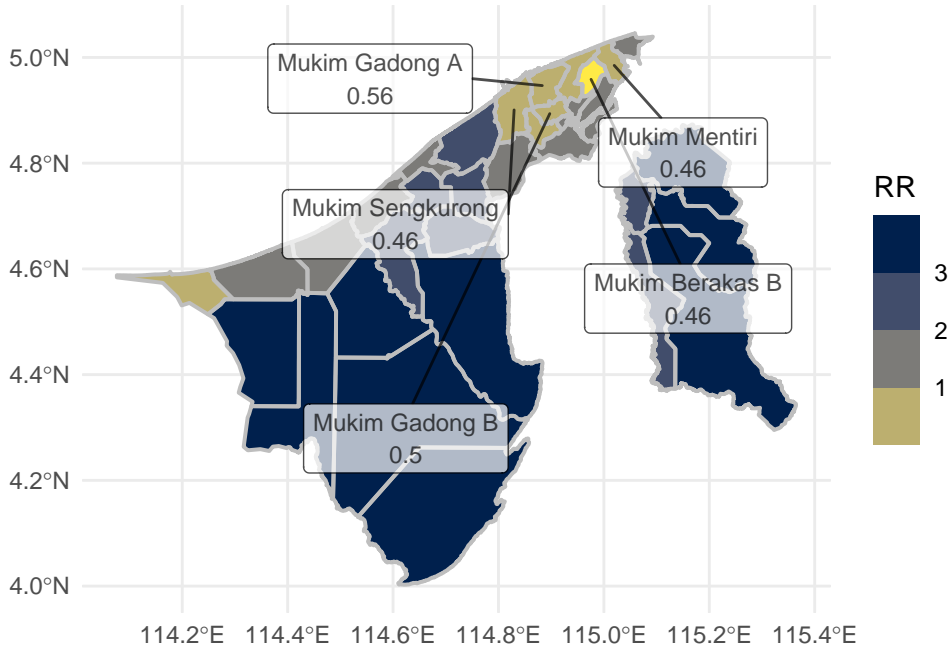 5.0°N
4.8°N
4.6°N
4.4°N
4.2°N
4.0°N
Mukim Gadong A
0.56
Mukim Mentiri
0.46
Mukim Sengkurong
0.46
Mukim Berakas B
0.46
Mukim Gadong B
0.5
114.2°E
114.4°E
114.6°E
114.8°E
115.0°E
115.2°E
115.4°E
RR
3
2
1